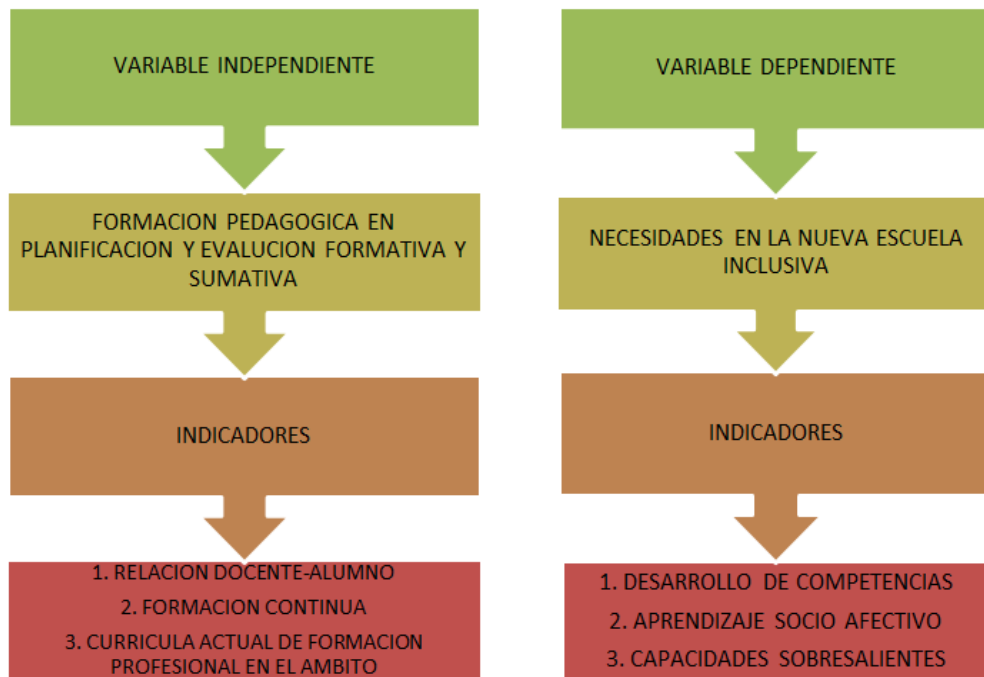 VARIABLE INDEPENDIENTE
FORMACION PEDAGOGICA EN
PLANIFICACION Y EVALUCION FORMATIVA Y
SUMATIVA
INDICADORES
1. RELACION DOCENTE-ALUMNO
2. FORMACION CONTINUA
3. CURRICULA ACTUAL DE FORMACION
PROFESIONAL EN EL AMBITO
VARIABLE DEPENDIENTE
NECESIDADES EN LA NUEVA ESCUELA
INCLUSIVA
INDICADORES
1. DESARROLLO DE COMPETENCIAS
2. APRENDIZAJE SOCIO AFECTIVO
3. CAPACIDADES SOBRESALIENTES